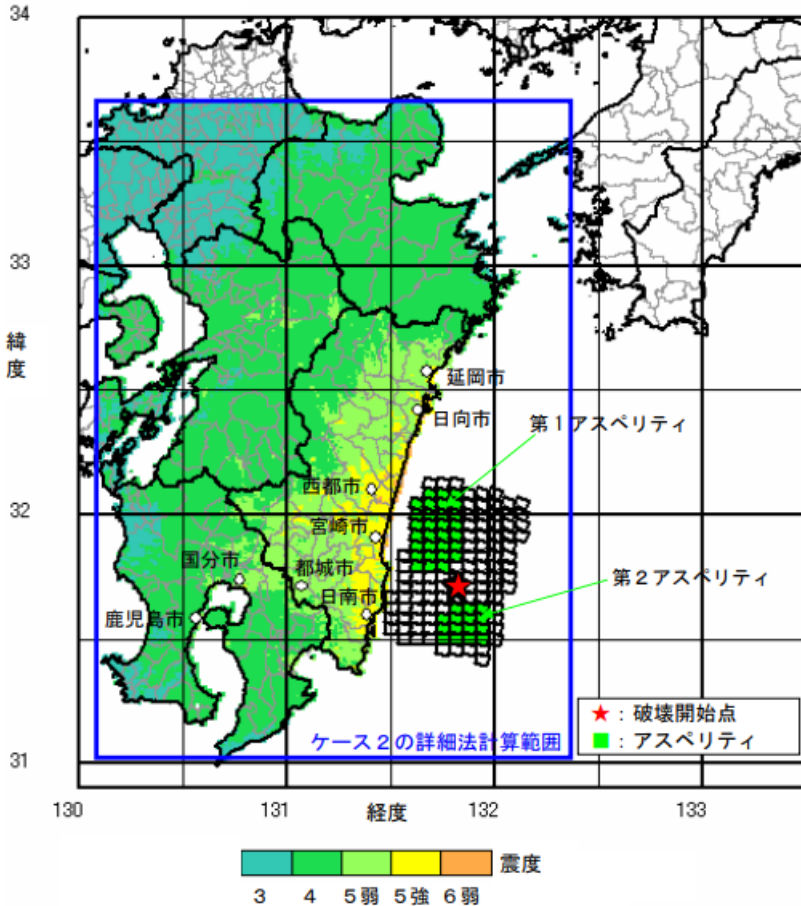 34
33
緯度
延岡市
日向市
第１アスペリティ
西都市
32
宮崎市
国分市
都城市
第２アスペリティ
日南市
鹿児島市
★：破壊開始点
■：アスペリティ
ケース２の詳細法計算範囲
31
130 131 132 133
経度
震度
3 4 ５弱 ５強 ６弱